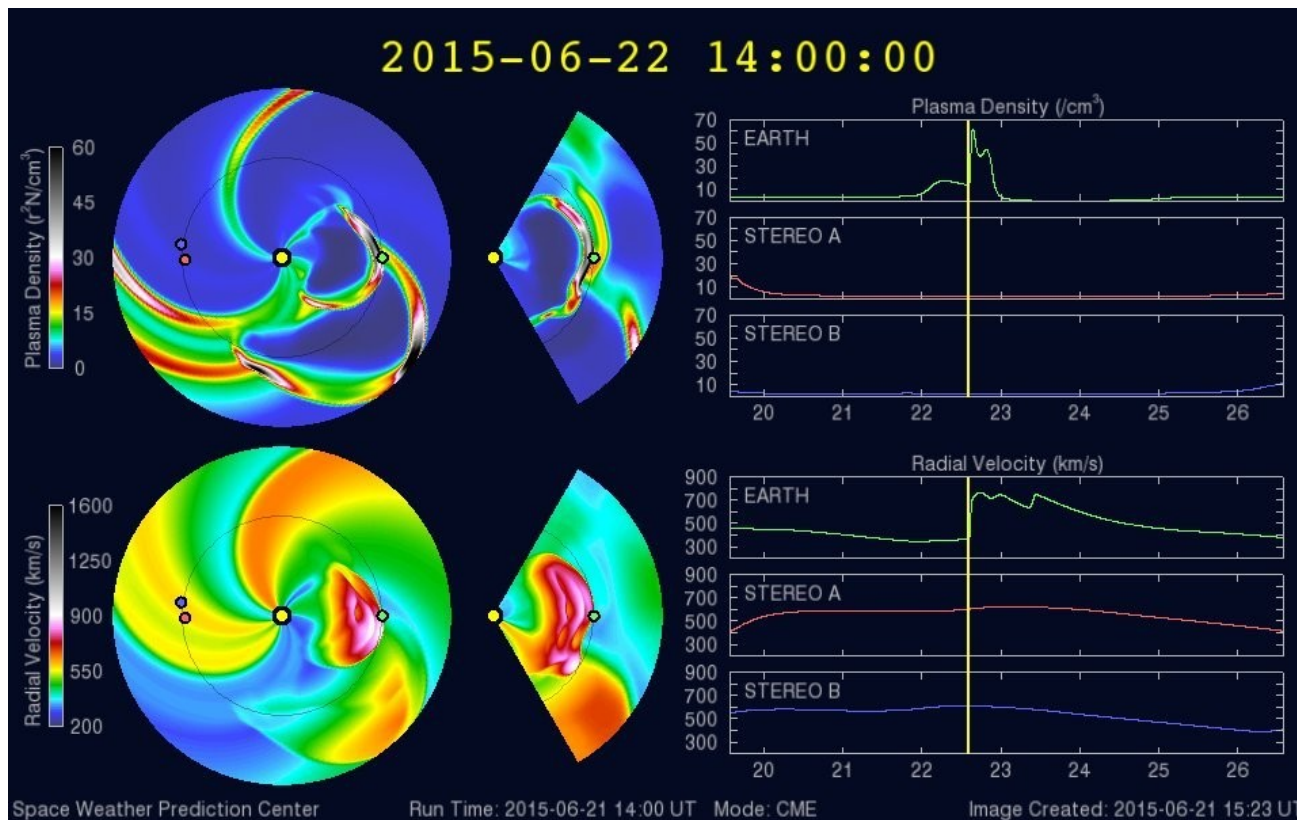 2015-06-22 14:00:00
Plasma Density (r²N/cm³)
60
45
30
15
0
Plasma Density (/cm³)
70
50
30
10
EARTH
70
50
30
10
STEREO A
70
50
30
10
STEREO B
20 21 22 23 24 25 26
Radial Velocity (km/s)
1600
1250
900
550
200
Radial Velocity (km/s)
900
700
500
300
EARTH
900
700
500
300
STEREO A
900
700
500
300
STEREO B
20 21 22 23 24 25 26
Space Weather Prediction Center Run Time: 2015-06-21 14:00 UT Mode: CME Image Created: 2015-06-21 15:23 UT